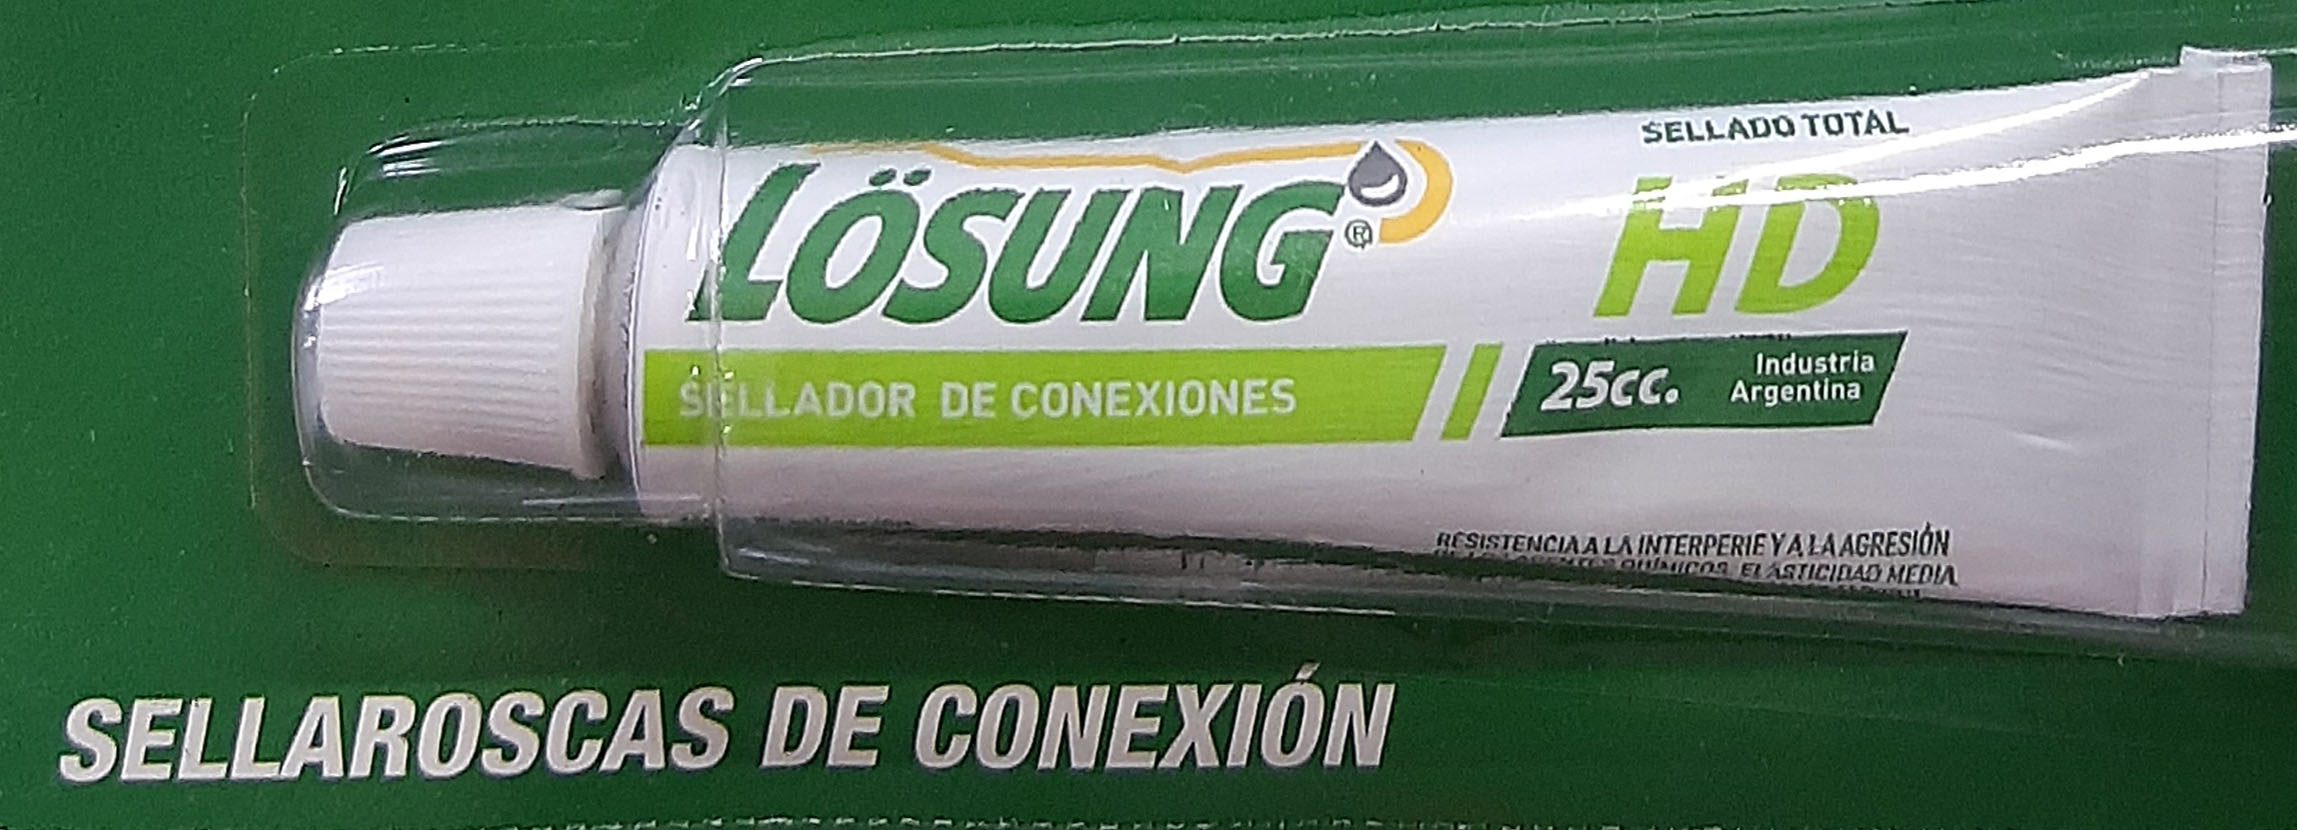 SELLADO TOTAL
LÖSUNG®
HD
SELLADOR DE CONEXIONES
25cc.
Industria
Argentina
RESISTENCIA A LA INTERPERIE Y A LA AGRESIÓN
QUÍMICOS, ELASTICIDAD MEDIA
SELLAROSCAS DE CONEXIÓN